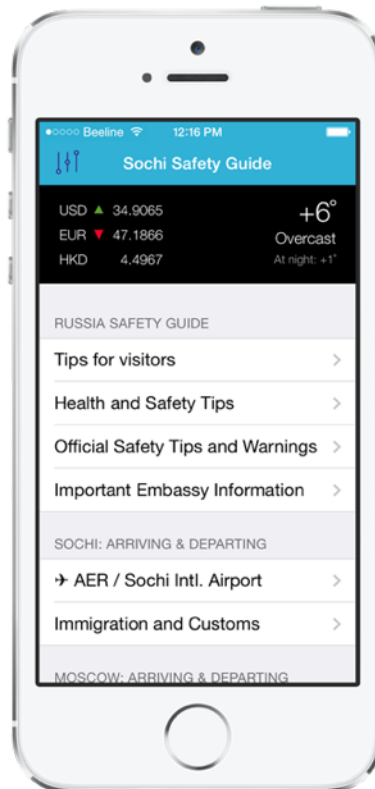 Beeline 12:16 PM
Sochi Safety Guide
USD ▲ 34.9065
EUR ▼ 47.1866
HKD 4.4967
+6°
Overcast
At night: +1°
RUSSIA SAFETY GUIDE
Tips for visitors
Health and Safety Tips
Official Safety Tips and Warnings
Important Embassy Information
SOCHI: ARRIVING & DEPARTING
✈ AER / Sochi Intl. Airport
Immigration and Customs
MOSCOW: ARRIVING & DEPARTING